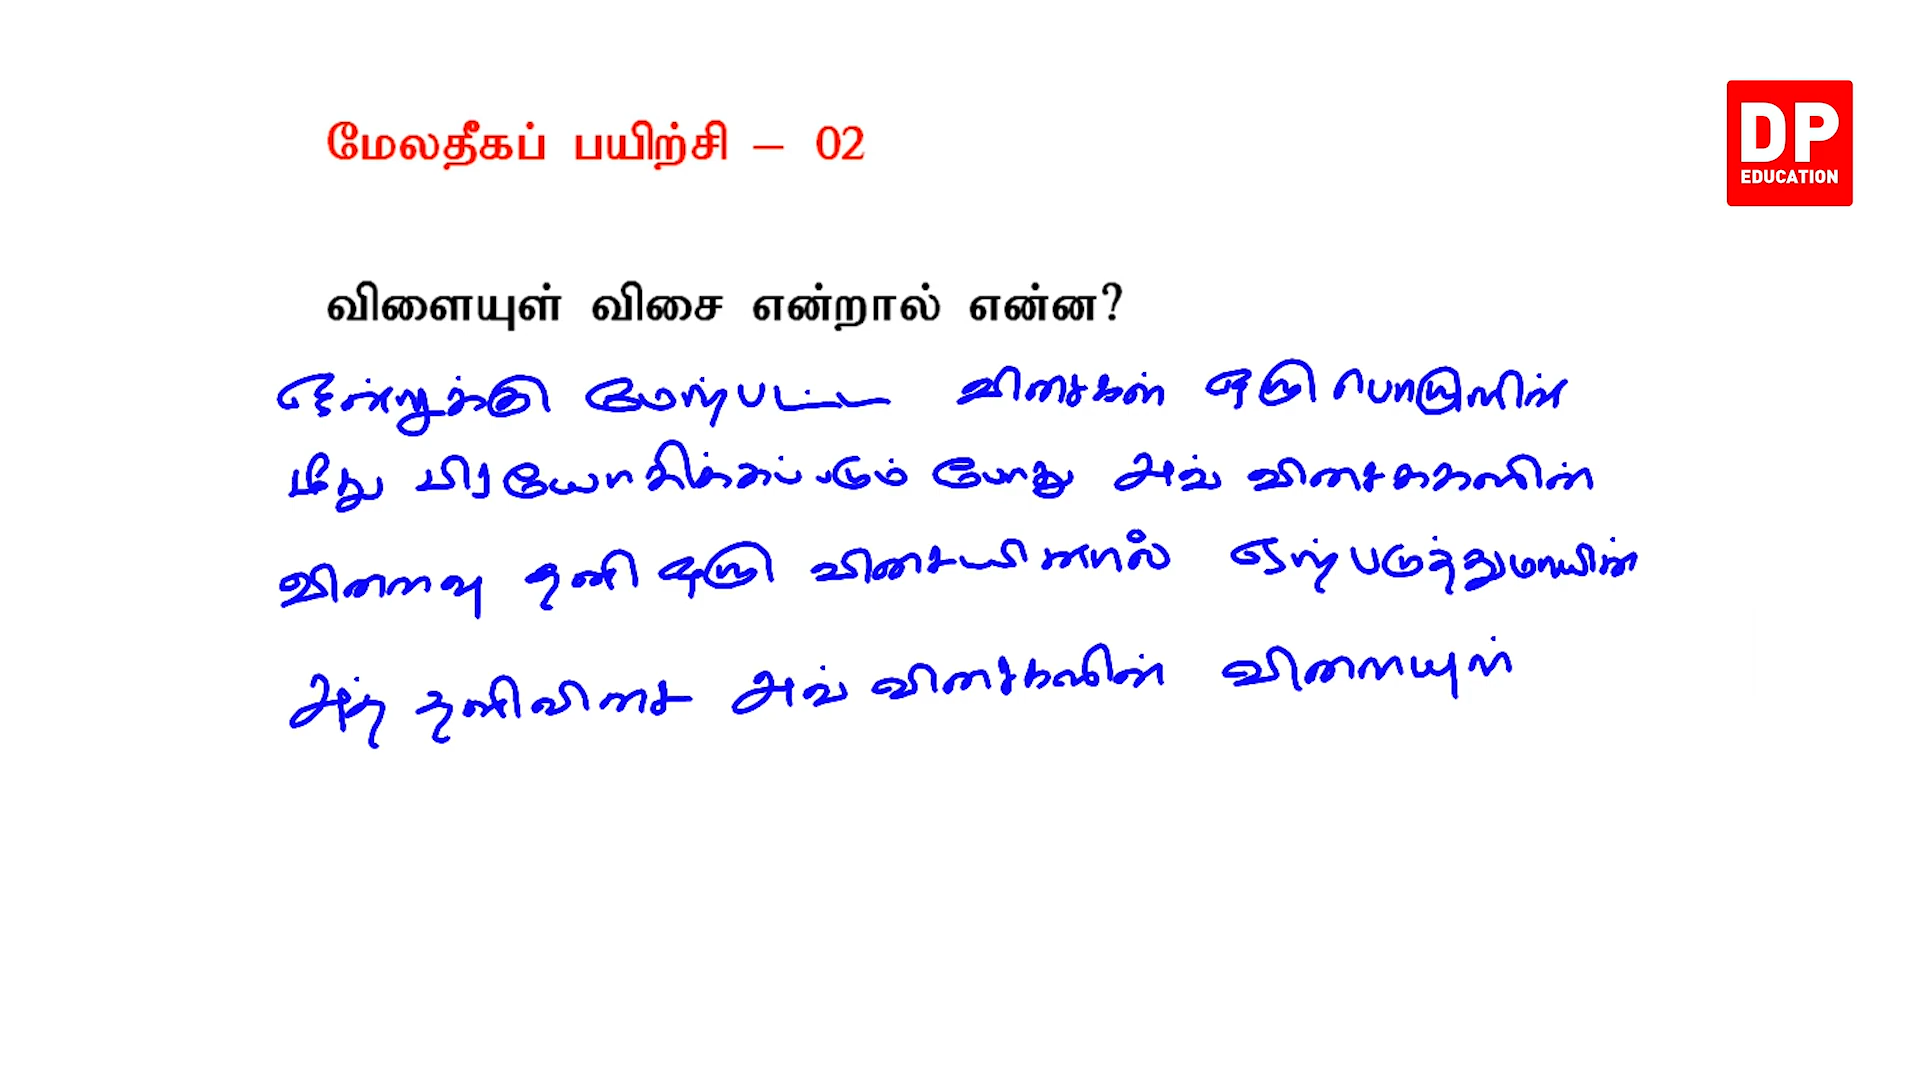 மேலதீகப் பயிற்சி – 02
DP
EDUCATION
விளையுள் விசை என்றால் என்ன?
ஒன்றுக்கு மேற்பட்ட விசைகள் ஒரு பொருளின்
மீது பிரயோகிக்கப்படும் போது அவ் விசைகளின்
விளைவு தனி ஒரு விசையினால் ஏற்படுத்துமாயின்
அத் தனிவிசை அவ் விசைகளின் விளையுள்